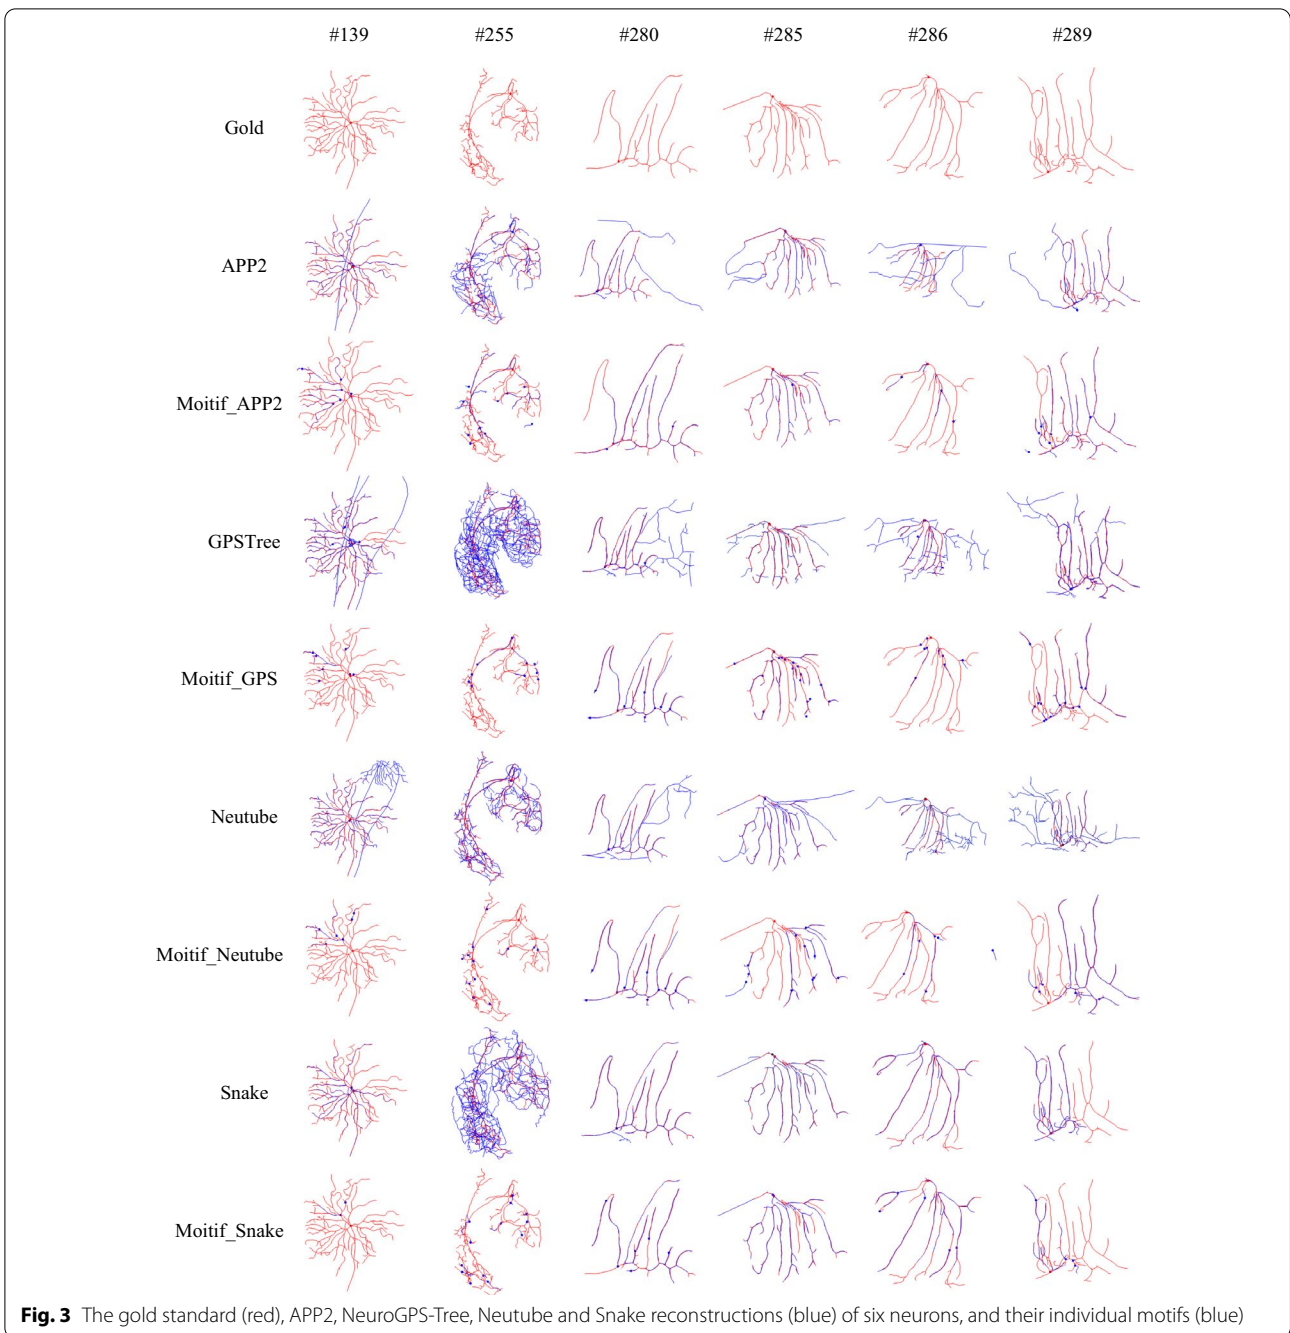 #139 #255 #280 #285 #286 #289
Gold
APP2
Moitif_APP2
GPSTree
Moitif_GPS
Neutube
Moitif_Neutube
Snake
Moitif_Snake
Fig. 3 The gold standard (red), APP2, NeuroGPS-Tree, Neutube and Snake reconstructions (blue) of six neurons, and their individual motifs (blue)